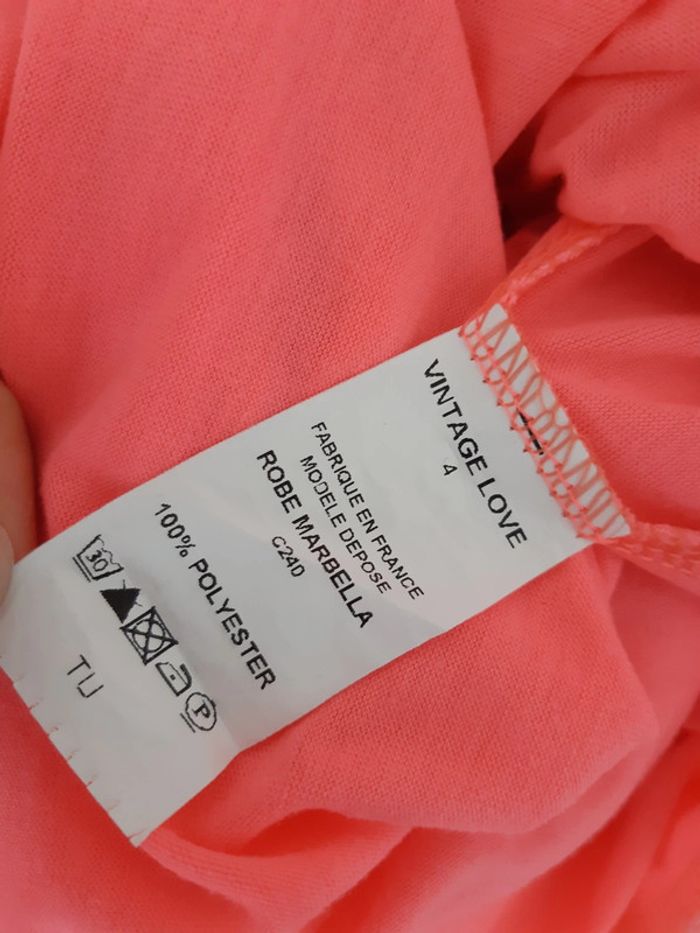 VINTAGE LOVE
4
FABRIQUE EN FRANCE
MODELE DEPOSE
ROBE MARBELLA
C240
100% POLYESTER
30
P
TU